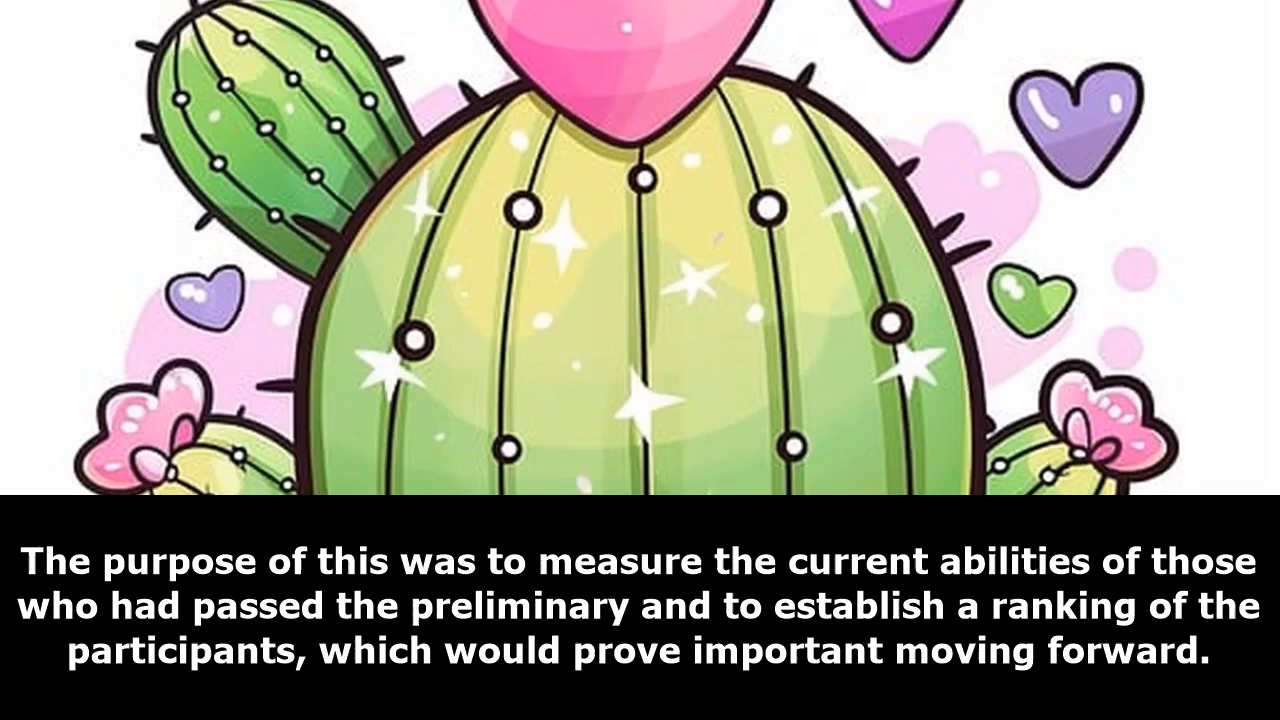 The purpose of this was to measure the current abilities of those
who had passed the preliminary and to establish a ranking of the
participants, which would prove important moving forward.